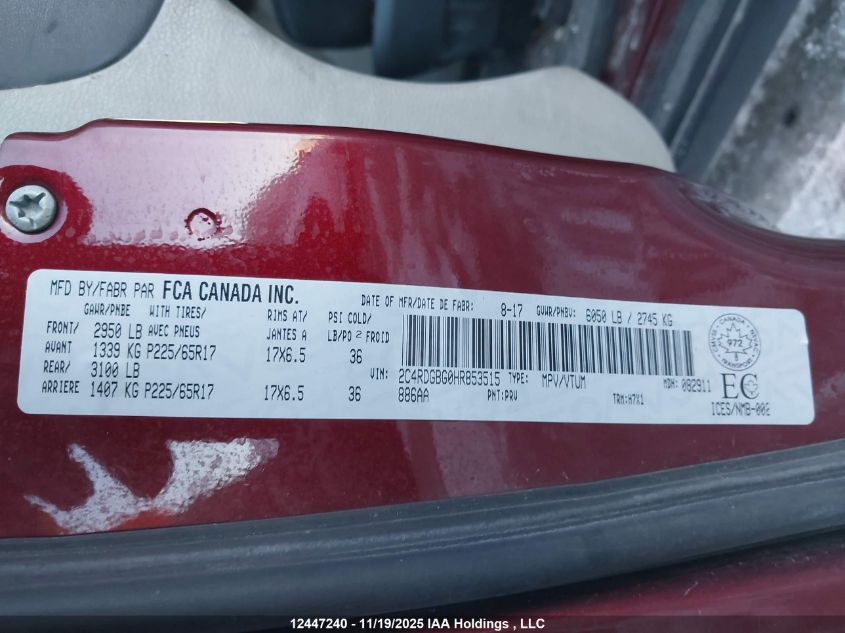 MFD BY/FABR PAR FCA CANADA INC. DATE OF MFR/DATE DE FABR: 8-17 GVWR/PNBV: 6050 LB / 2745 KG
GAWR/PNBE WITH TIRES/ RIMS AT/ PSI COLD/
FRONT/ 2950 LB AVEC PNEUS JANTES A LB/PO 2 FROID
AVANT 1339 KG P225/65R17 17X6.5 36
REAR/ 3100 LB VIN: 2C4RDGBG0HR853515 TYPE: MPV/VTUM MDH: 082911
ARRIERE 1407 KG P225/65R17 17X6.5 36 886AA PNT:PRV TRM:H7X1
CANADA
972
EC
ICES/NMB-002
12447240 - 11/19/2025 IAA Holdings , LLC